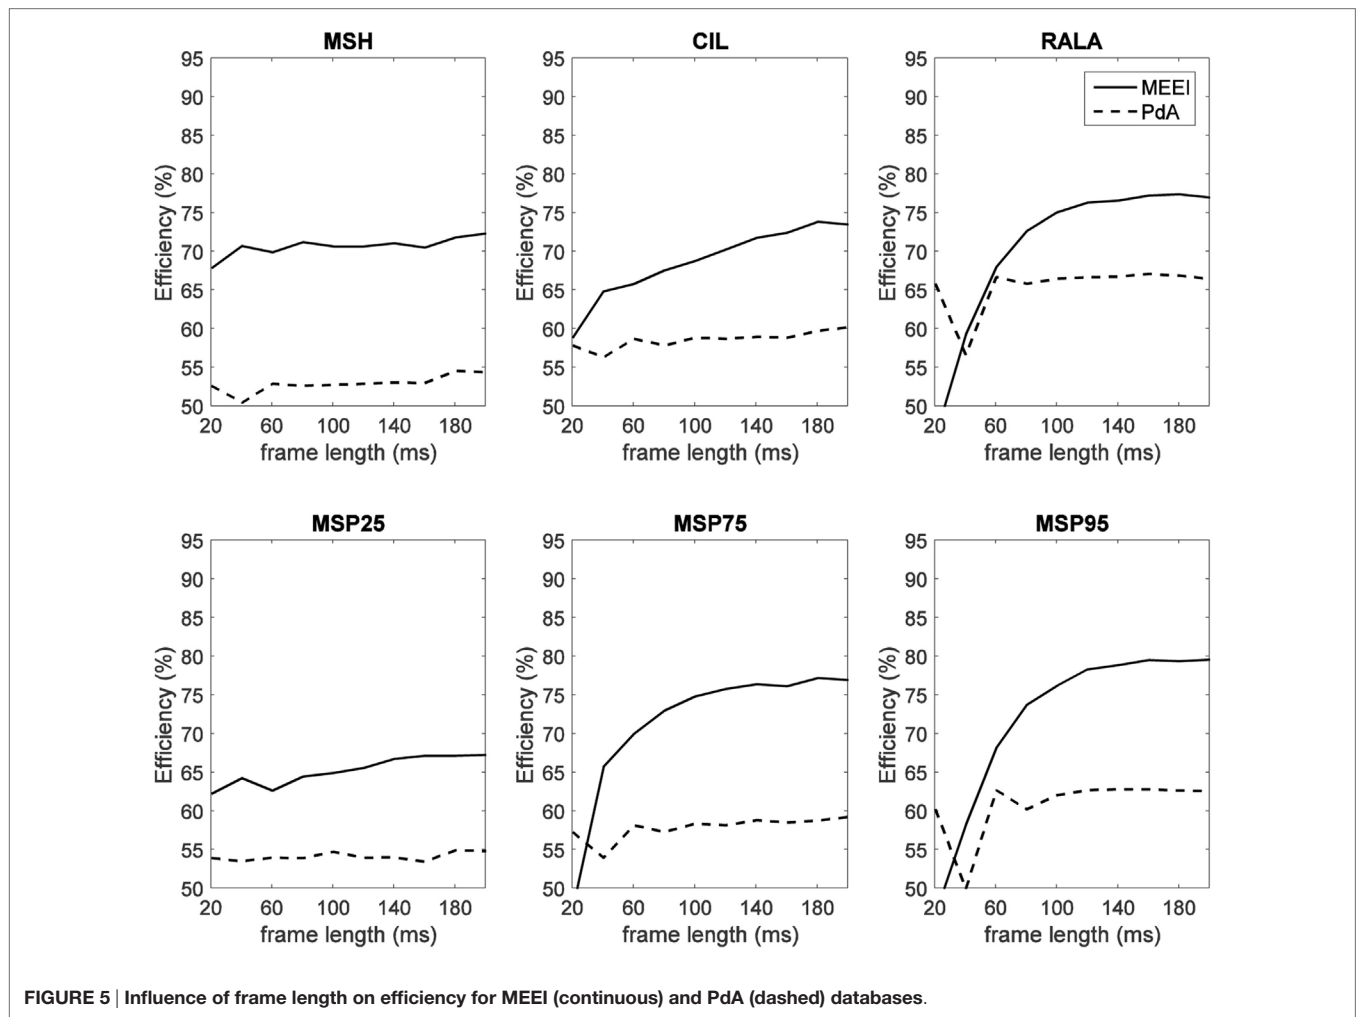 MSH
95
90
85
80
75
70
65
60
55
50
Efficiency (%)
20 60 100 140 180
frame length (ms)
CIL
95
90
85
80
75
70
65
60
55
50
Efficiency (%)
20 60 100 140 180
frame length (ms)
RALA
MEEI
PdA
95
90
85
80
75
70
65
60
55
50
Efficiency (%)
20 60 100 140 180
frame length (ms)
MSP25
95
90
85
80
75
70
65
60
55
50
Efficiency (%)
20 60 100 140 180
frame length (ms)
MSP75
95
90
85
80
75
70
65
60
55
50
Efficiency (%)
20 60 100 140 180
frame length (ms)
MSP95
95
90
85
80
75
70
65
60
55
50
Efficiency (%)
20 60 100 140 180
frame length (ms)
FIGURE 5 | Influence of frame length on efficiency for MEEI (continuous) and PdA (dashed) databases.